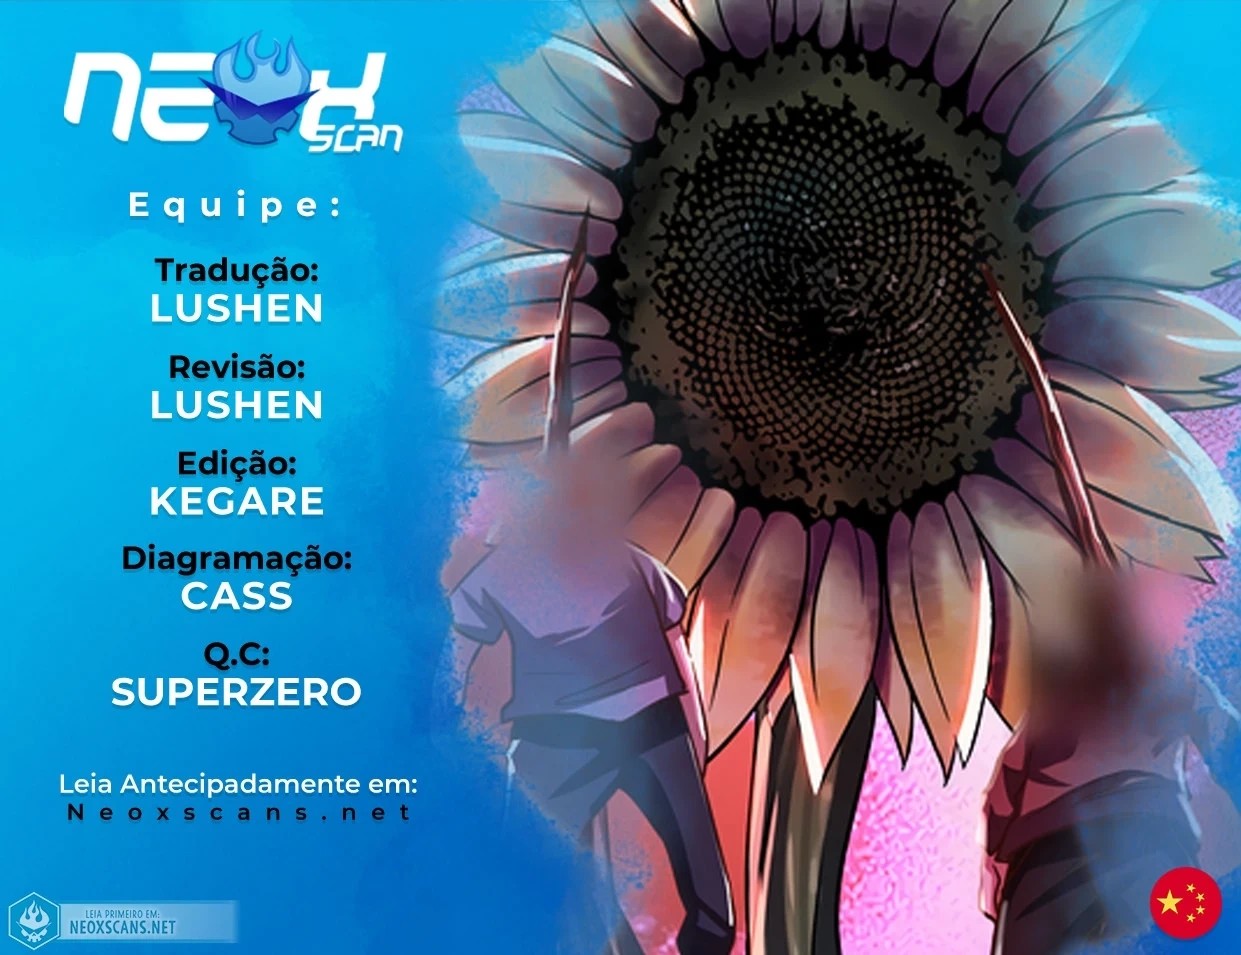 NEOX
SCAN
Equipe:
Tradução:
LUSHEN
Revisão:
LUSHEN
Edição:
KEGARE
Diagramação:
CASS
Q.C:
SUPERZERO
Leia Antecipadamente em:
Neoxscans.net
LEIA PRIMEIRO EM:
NEOXSCANS.NET